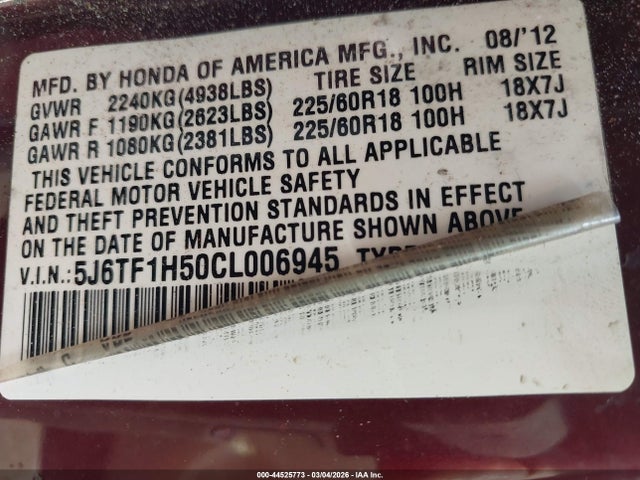 MFD. BY HONDA OF AMERICA MFG., INC. 08/'12
GVWR 2240KG(4938LBS) TIRE SIZE RIM SIZE
GAWR F 1190KG(2623LBS) 225/60R18 100H 18X7J
GAWR R 1080KG(2381LBS) 225/60R18 100H 18X7J
THIS VEHICLE CONFORMS TO ALL APPLICABLE
FEDERAL MOTOR VEHICLE SAFETY
AND THEFT PREVENTION STANDARDS IN EFFECT
ON THE DATE OF MANUFACTURE SHOWN ABOVE
V.I.N.:5J6TF1H50CL006945
000-44525773 - 03/04/2026 - IAA Inc.